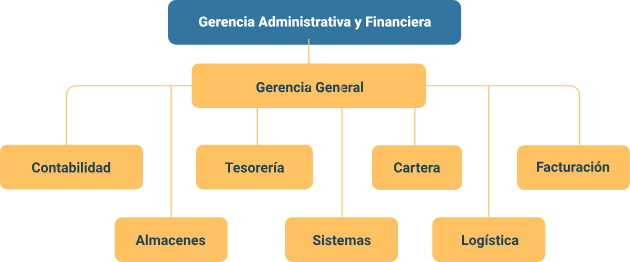 Gerencia Administrativa y Financiera
Gerencia General
Contabilidad
Tesorería
Cartera
Facturación
Almacenes
Sistemas
Logística